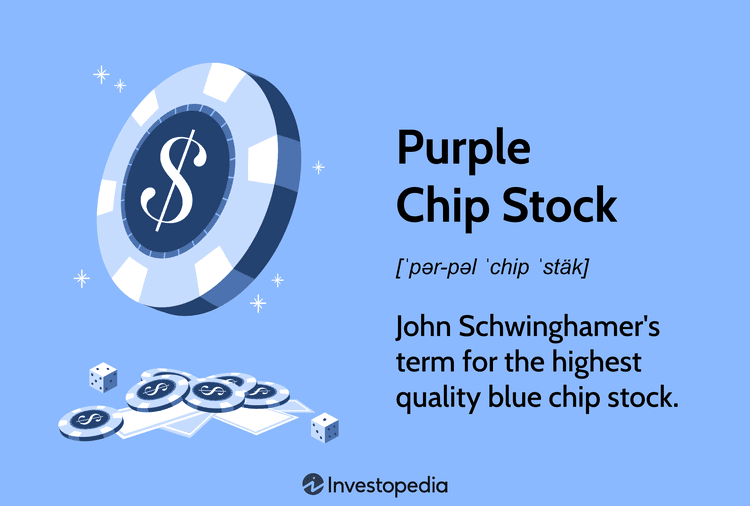 Purple
Chip Stock
[ˈpər-pəl ˈchip ˈstäk]
John Schwinghamer's
term for the highest
quality blue chip stock.
$
$
$
$
$
Investopedia